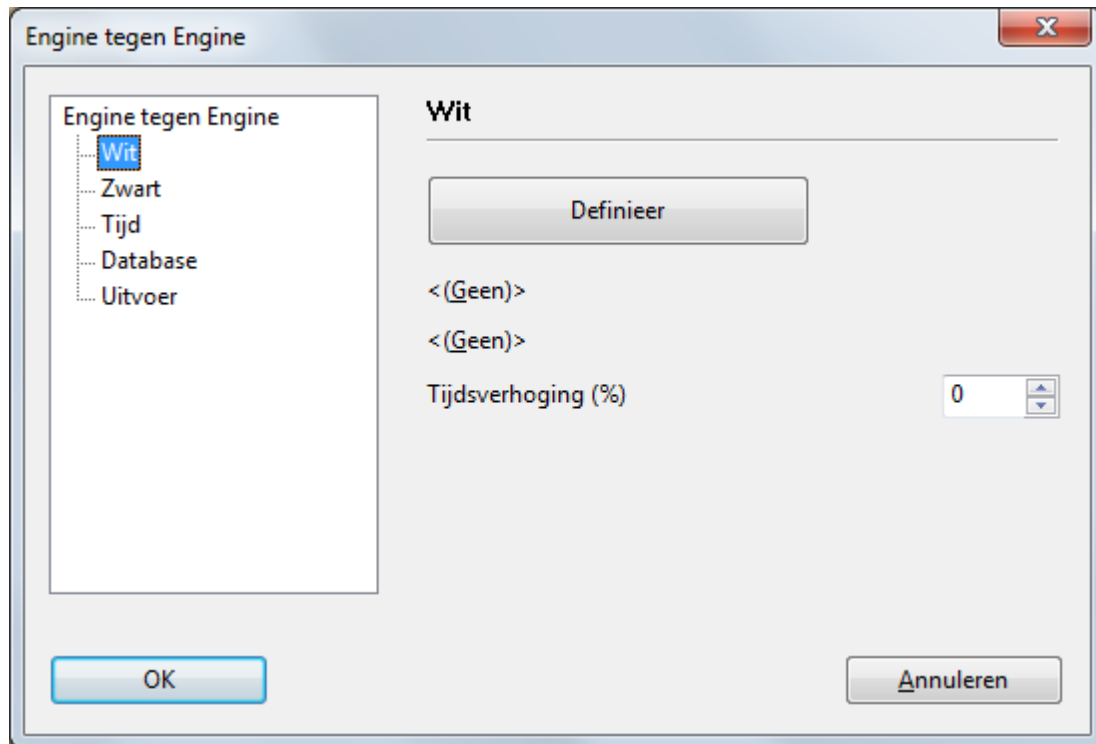 Engine tegen Engine
Engine tegen Engine
Wit
Zwart
Tijd
Database
Uitvoer
Wit
Definieer
<(Geen)>
<(Geen)>
Tijdsverhoging (%) 0
OK
Annuleren